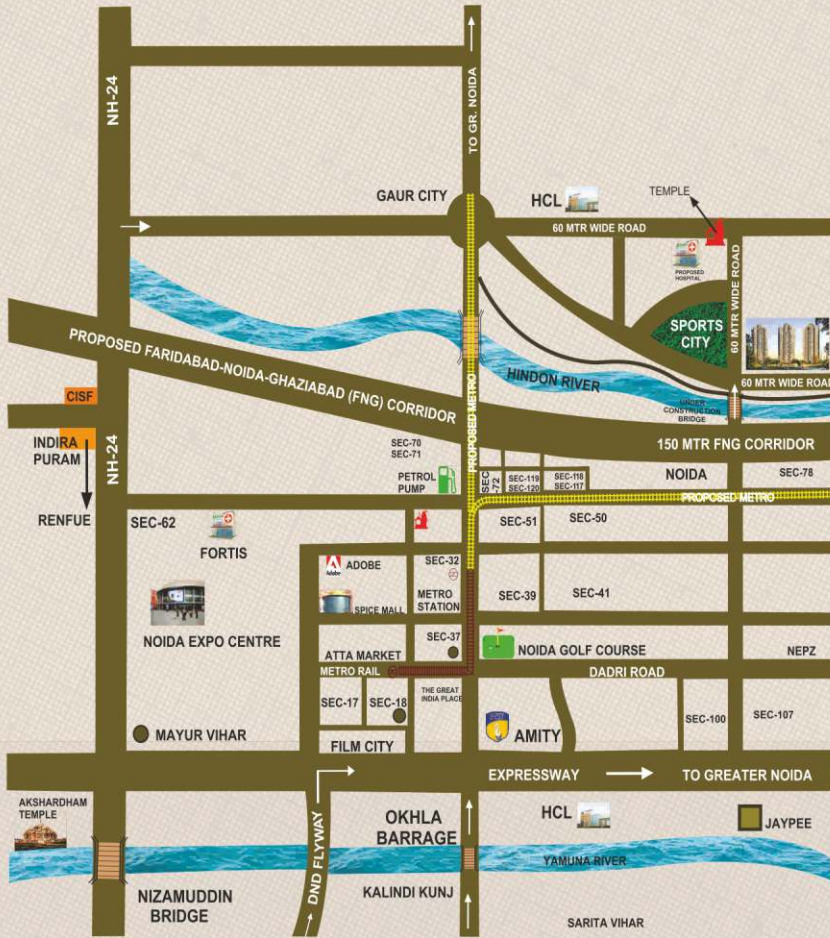 NH-24
TO GR. NOIDA
GAUR CITY
HCL
TEMPLE
60 MTR WIDE ROAD
PROPOSED
HOSPITAL
60 MTR WIDE ROAD
SPORTS
CITY
PROPOSED FARIDABAD-NOIDA-GHAZIABAD (FNG) CORRIDOR
HINDON RIVER
60 MTR WIDE ROAD
UNDER
CONSTRUCTION
BRIDGE
CISF
INDIRA
PURAM
NH-24
RENFUE
PROPOSED METRO
150 MTR FNG CORRIDOR
SEC-70
SEC-71
PETROL
PUMP
SEC
-72
SEC-119
SEC-120
SEC-118
SEC-117
NOIDA
SEC-78
PROPOSED METRO
SEC-62
FORTIS
SEC-51
SEC-50
Adobe
ADOBE
SEC-32
METRO
STATION
SPICE MALL
SEC-39
SEC-41
NOIDA EXPO CENTRE
ATTA MARKET
SEC-37
NOIDA GOLF COURSE
NEPZ
METRO RAIL
DADRI ROAD
SEC-17
SEC-18
THE GREAT
INDIA PLACE
SEC-100
SEC-107
MAYUR VIHAR
FILM CITY
AMITY
EXPRESSWAY
TO GREATER NOIDA
AKSHARDHAM
TEMPLE
DND FLYWAY
OKHLA
BARRAGE
HCL
JAYPEE
YAMUNA RIVER
NIZAMUDDIN
BRIDGE
KALINDI KUNJ
SARITA VIHAR